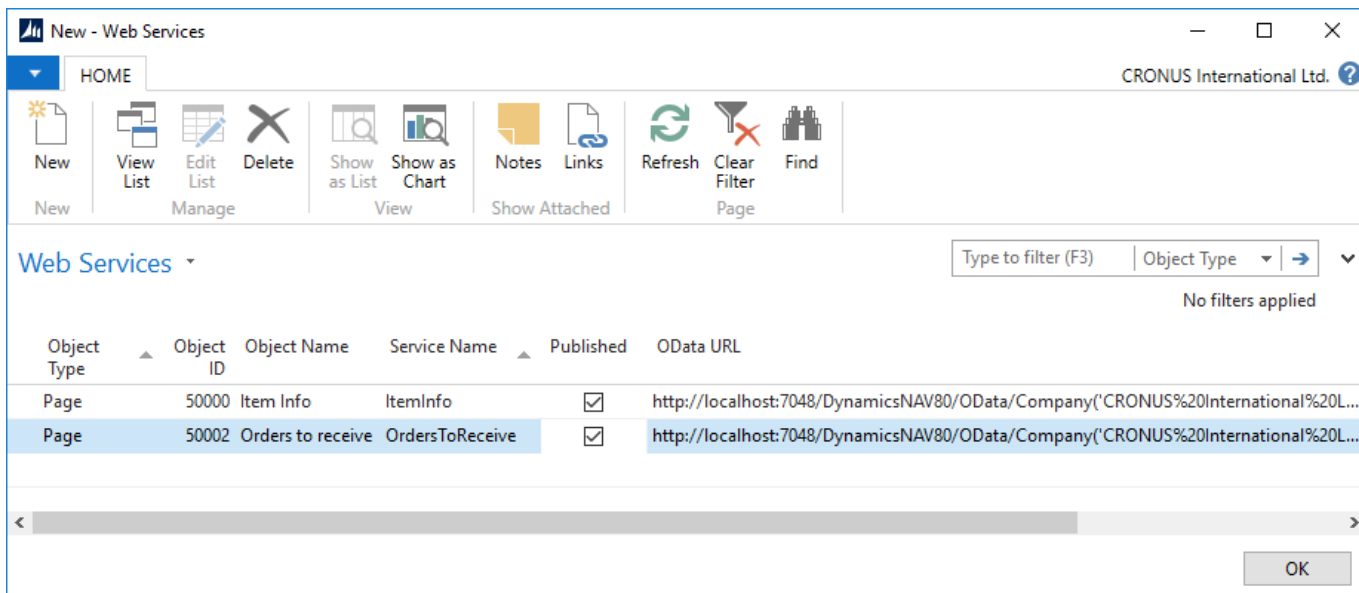 New - Web Services
HOME
CRONUS International Ltd.
New
View List
Edit List
Delete
Show as List
Show as Chart
Notes
Links
Refresh
Clear Filter
Find
New
Manage
View
Show Attached
Page
Web Services
Type to filter (F3)
Object Type
No filters applied
Object Type Object ID Object Name Service Name Published OData URL
Page 50000 Item Info ItemInfo http://localhost:7048/DynamicsNAV80/OData/Company('CRONUS%20International%20L...
Page 50002 Orders to receive OrdersToReceive http://localhost:7048/DynamicsNAV80/OData/Company('CRONUS%20International%20L...
OK